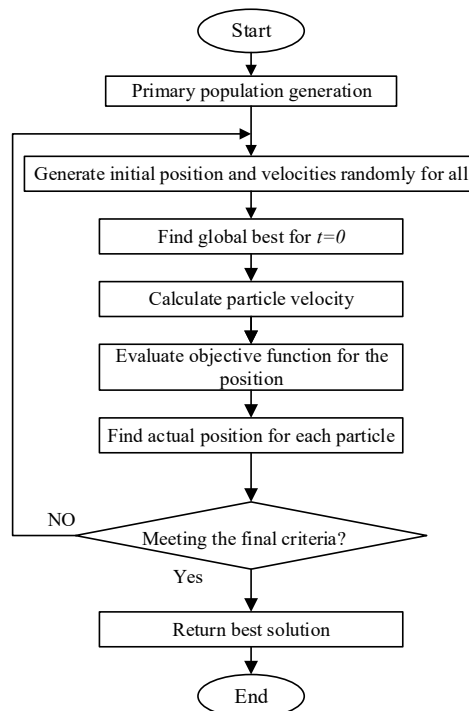 Start
Primary population generation
Generate initial position and velocities randomly for all
Find global best for t=0
Calculate particle velocity
Evaluate objective function for the
position
Find actual position for each particle
NO
Meeting the final criteria?
Yes
Return best solution
End